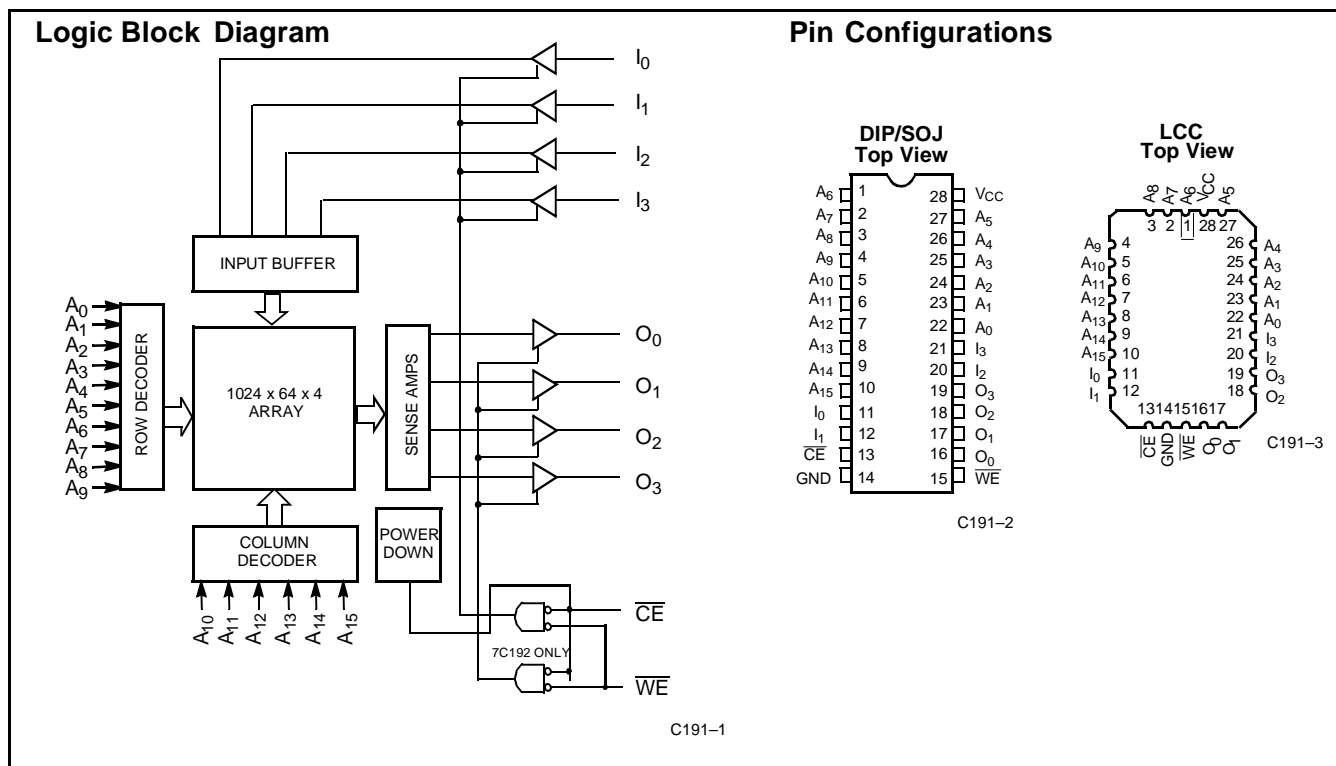 Logic Block Diagram
I0
I1
I2
I3
INPUT BUFFER
A0
A1
A2
A3
A4
A5
A6
A7
A8
A9
ROW DECODER
1024 x 64 x 4
ARRAY
SENSE AMPS
O0
O1
O2
O3
COLUMN
DECODER
POWER
DOWN
A10
A11
A12
A13
A14
A15
CE
7C192 ONLY
WE
C191–1
Pin Configurations
DIP/SOJ
Top View
A6 1 28 VCC
A7 2 27 A5
A8 3 26 A4
A9 4 25 A3
A10 5 24 A2
A11 6 23 A1
A12 7 22 A0
A13 8 21 I3
A14 9 20 I2
A15 10 19 O3
I0 11 18 O2
I1 12 17 O1
CE 13 16 O0
GND 14 15 WE
C191–2
LCC
Top View
A8 A7 A6 VCC A5
3 2 1 28 27
A9 4 26 A4
A10 5 25 A3
A11 6 24 A2
A12 7 23 A1
A13 8 22 A0
A14 9 21 I3
A15 10 20 I2
I0 11 19 O3
I1 12 18 O2
13 14 15 16 17
CE GND WE O0 O1
C191–3